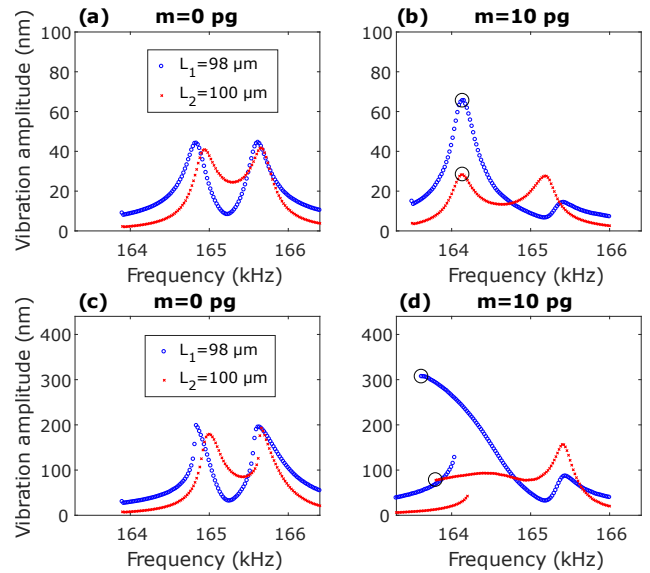 (a) m=0 pg
Vibration amplitude (nm)
100
80
60
40
20
0
L1=98 μm
L2=100 μm
164 165 166
Frequency (kHz)
(b) m=10 pg
100
80
60
40
20
0
164 165 166
Frequency (kHz)
(c) m=0 pg
Vibration amplitude (nm)
400
300
200
100
0
L1=98 μm
L2=100 μm
164 165 166
Frequency (kHz)
(d) m=10 pg
400
300
200
100
0
164 165 166
Frequency (kHz)